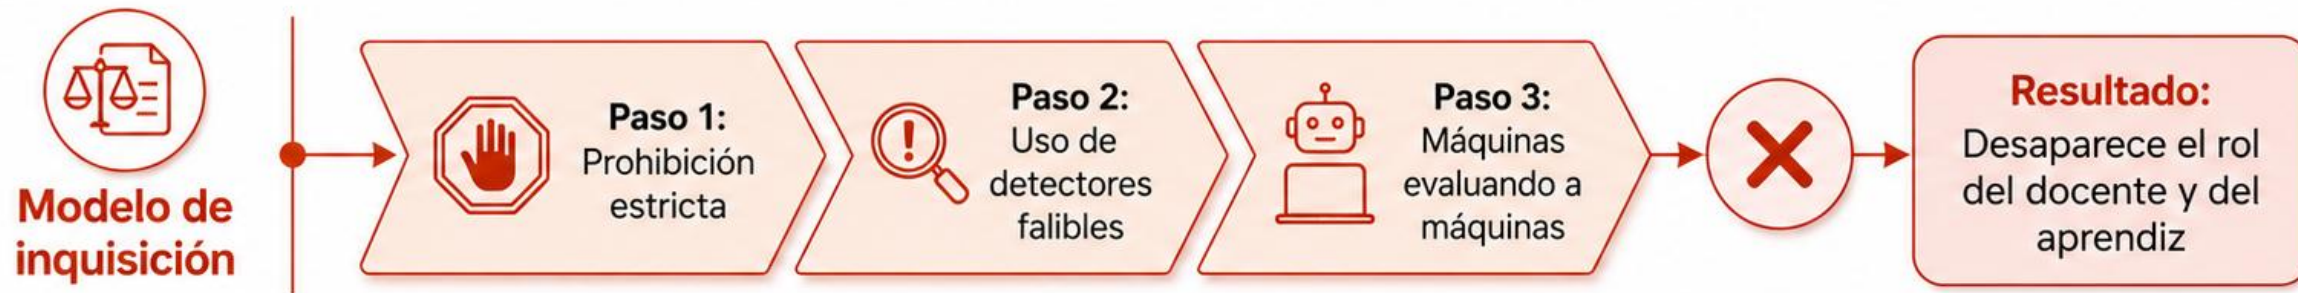 Modelo de
inquisición
Paso 1:
Prohibición
estricta
Paso 2:
Uso de
detectores
falibles
Paso 3:
Máquinas
evaluando a
máquinas
Resultado:
Desaparece el rol
del docente y del
aprendiz